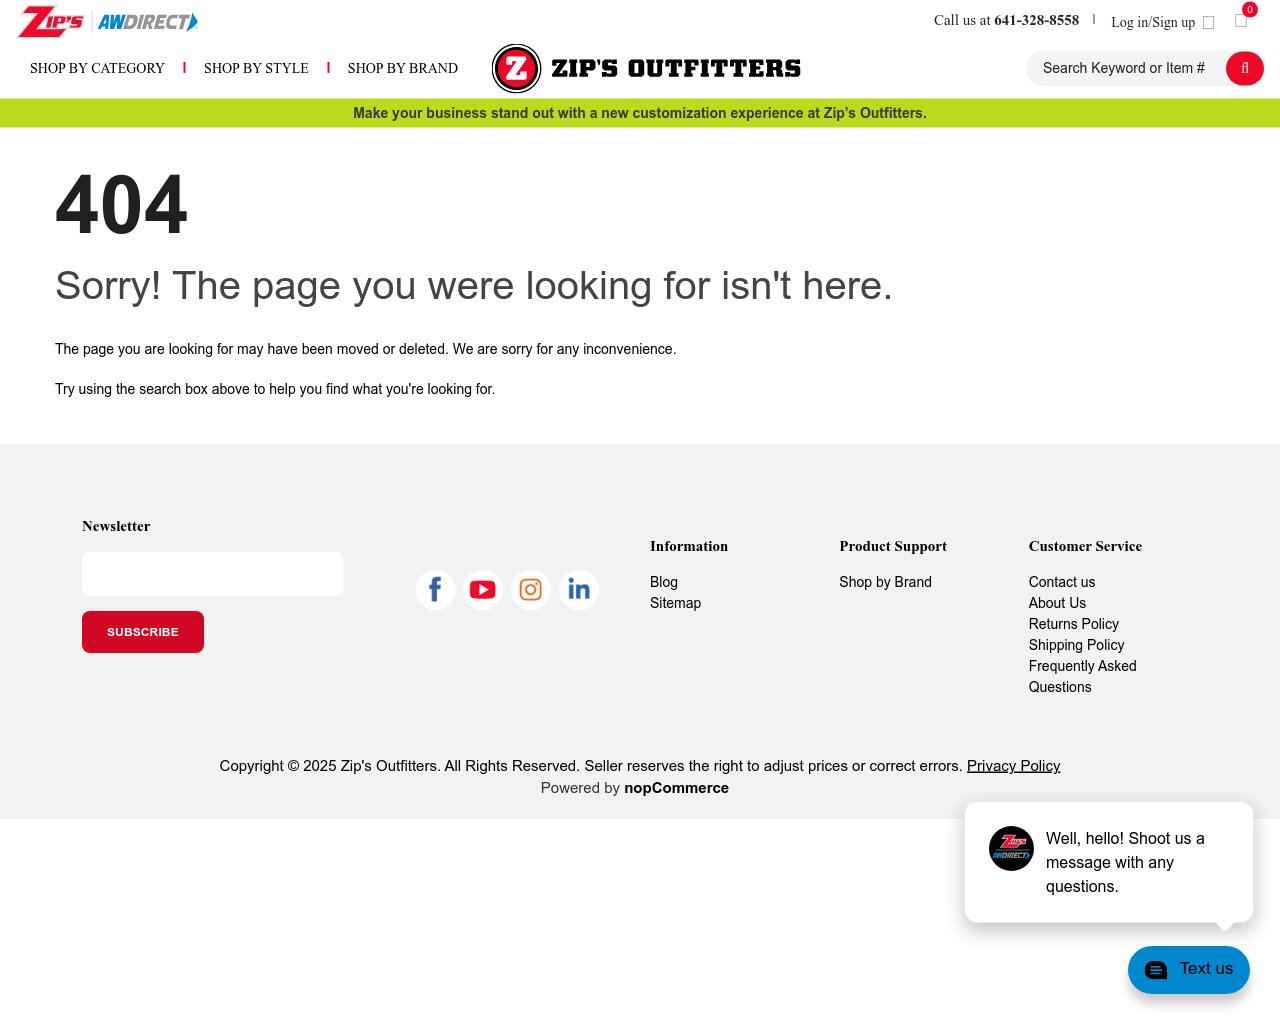 ZIP'S AWDIRECT
Call us at 641-328-8558
Log in/Sign up
0
SHOP BY CATEGORY
SHOP BY STYLE
SHOP BY BRAND
Z ZIP'S OUTFITTERS
Search Keyword or Item #
Make your business stand out with a new customization experience at Zip's Outfitters.
404
Sorry! The page you were looking for isn't here.
The page you are looking for may have been moved or deleted. We are sorry for any inconvenience.
Try using the search box above to help you find what you're looking for.
Newsletter
SUBSCRIBE
Information
Blog
Sitemap
Product Support
Shop by Brand
Customer Service
Contact us
About Us
Returns Policy
Shipping Policy
Frequently Asked
Questions
Copyright © 2025 Zip's Outfitters. All Rights Reserved. Seller reserves the right to adjust prices or correct errors. Privacy Policy
Powered by nopCommerce
ZIP'S
AWDIRECT
Well, hello! Shoot us a
message with any
questions.
Text us